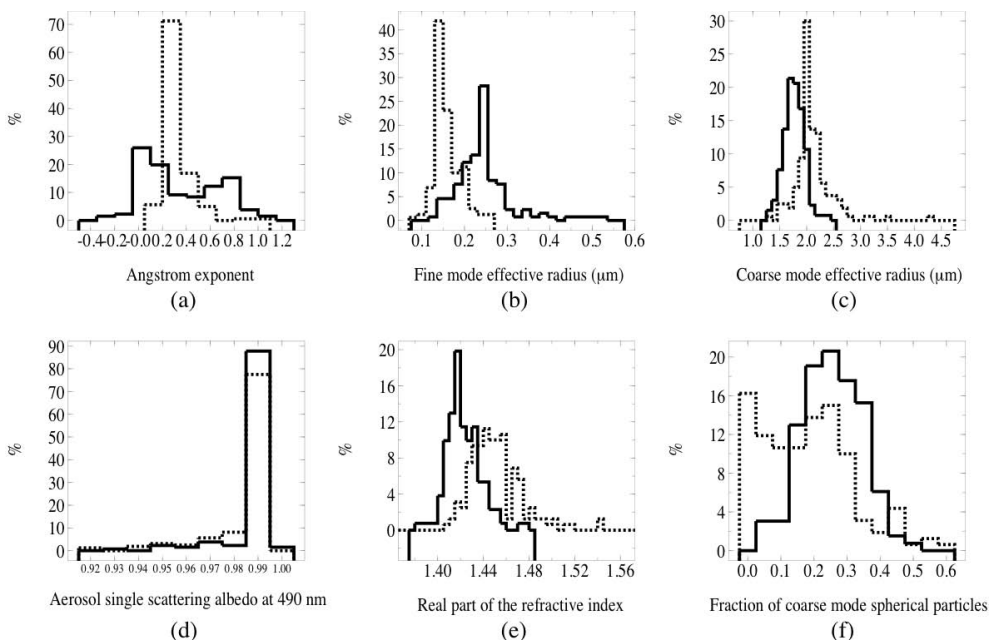 70
60
50
40
30
20
10
0
%
-0.4-0.2-0.00 0.2 0.4 0.6 0.8 1.0 1.2
Angstrom exponent
(a)
45
40
35
30
25
20
15
10
5
0
%
0.1 0.2 0.3 0.4 0.5 0.6
Fine mode effective radius (μm)
(b)
30
25
20
15
10
5
0
%
1.0 1.5 2.0 2.5 3.0 3.5 4.0 4.5
Coarse mode effective radius (μm)
(c)
90
80
70
60
50
40
30
20
10
0
%
0.92 0.93 0.94 0.95 0.96 0.97 0.98 0.99 1.00
Aerosol single scattering albedo at 490 nm
(d)
20
16
12
8
4
0
%
1.40 1.44 1.48 1.52 1.56
Real part of the refractive index
(e)
20
16
12
8
4
0
%
0.0 0.1 0.2 0.3 0.4 0.5 0.6
Fraction of coarse mode spherical particles
(f)